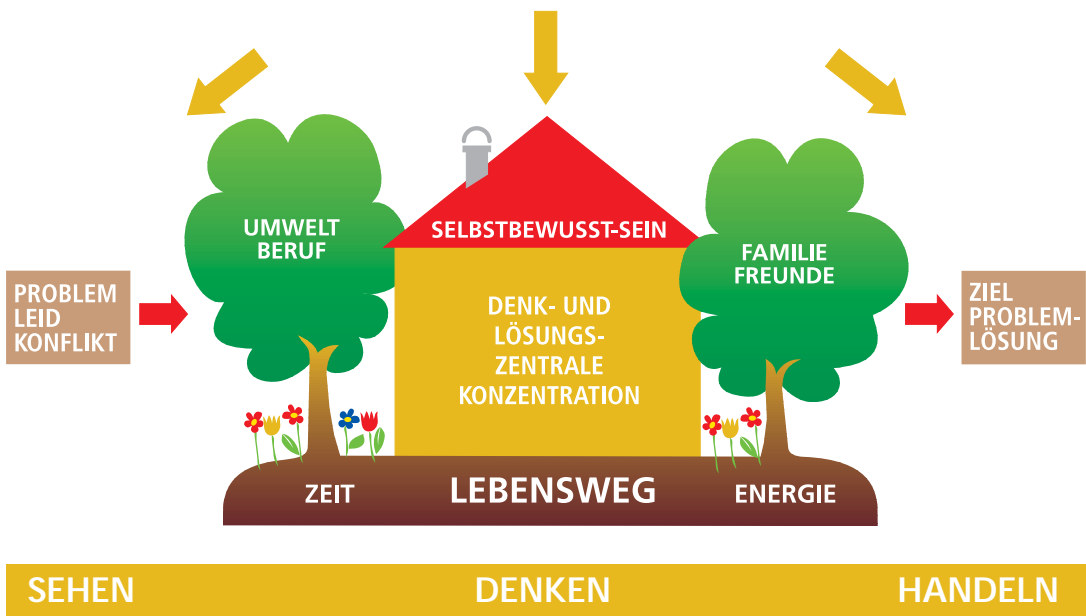 UMWELT
BERUF
SELBSTBEWUSST-SEIN
FAMILIE
FREUNDE
PROBLEM
LEID
KONFLIKT
DENK- UND
LÖSUNGS-
ZENTRALE
KONZENTRATION
ZIEL
PROBLEM-
LÖSUNG
ZEIT
LEBENSWEG
ENERGIE
SEHEN
DENKEN
HANDELN